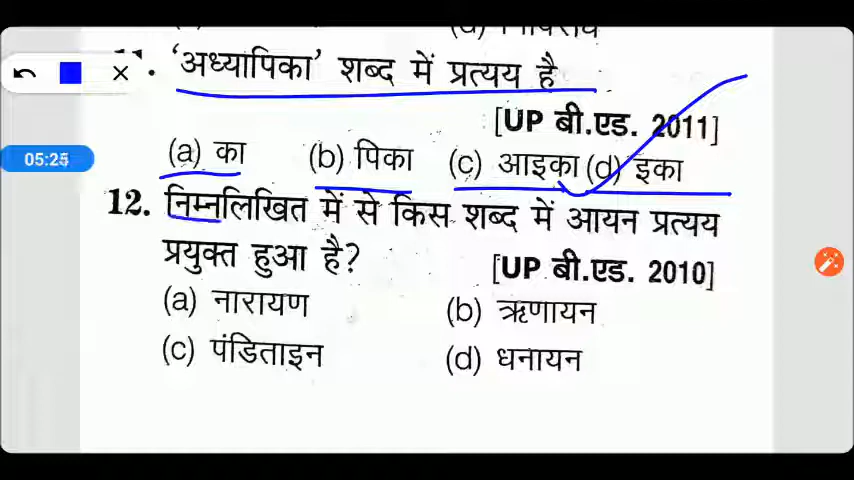 11. 'अध्यापिका' शब्द में प्रत्यय है
[UP बी.एड. 2011]
(a) का (b) पिका (c) आइका (d) इका
12. निम्नलिखित में से किस शब्द में आयन प्रत्यय
प्रयुक्त हुआ है?
[UP बी.एड. 2010]
(a) नारायण (b) ऋणायन
(c) पंडिताइन (d) धनायन
05:25